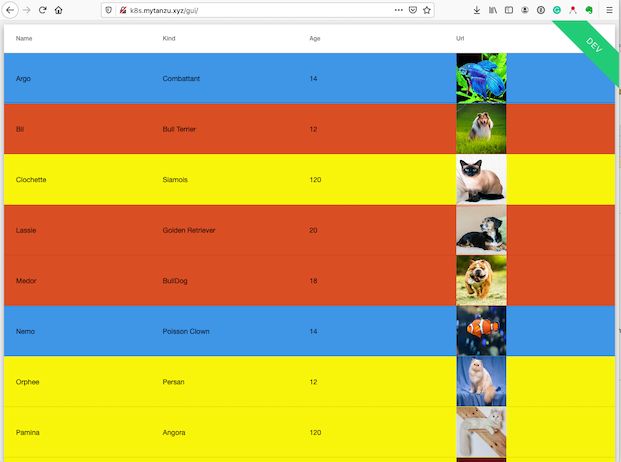 k8s.mytanzu.xyz/gui/
DEV
Name Kind Age Url
Argo Combattant 14
Bil Bull Terrier 12
Clochette Siamois 120
Lassie Golden Retriever 20
Medor BullDog 18
Nemo Poisson Clown 14
Orphee Persan 12
Pamina Angora 120